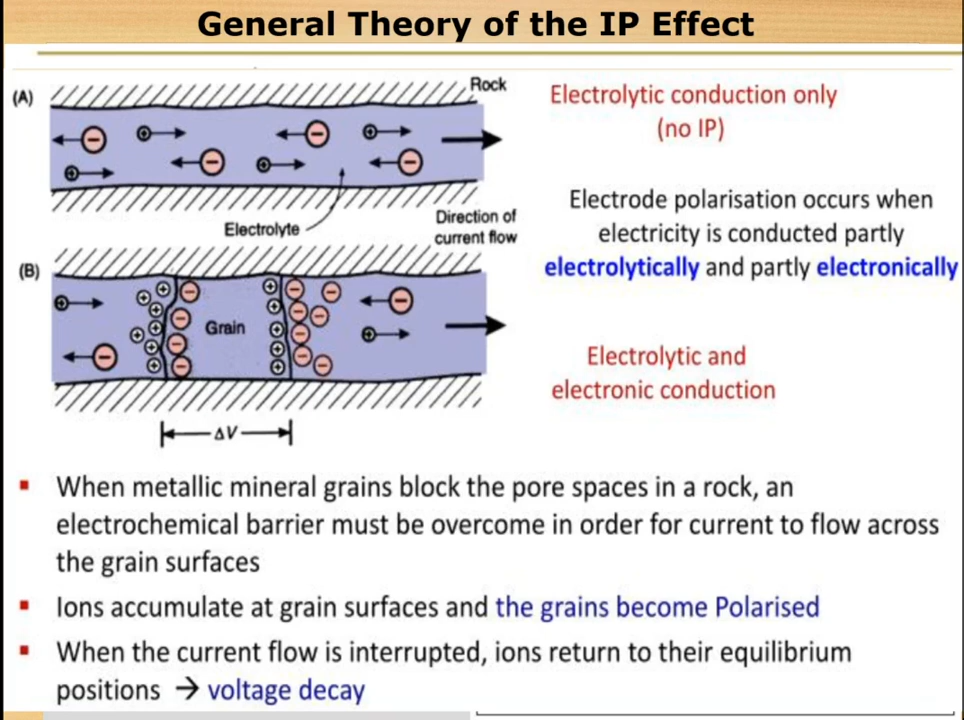 General Theory of the IP Effect
(A)
Rock
Electrolyte
Direction of
current flow
Electrolytic conduction only
(no IP)
Electrode polarisation occurs when
electricity is conducted partly
electrolytically and partly electronically
(B)
Grain
ΔV
Electrolytic and
electronic conduction
▪ When metallic mineral grains block the pore spaces in a rock, an
electrochemical barrier must be overcome in order for current to flow across
the grain surfaces
▪ Ions accumulate at grain surfaces and the grains become Polarised
▪ When the current flow is interrupted, ions return to their equilibrium
positions → voltage decay